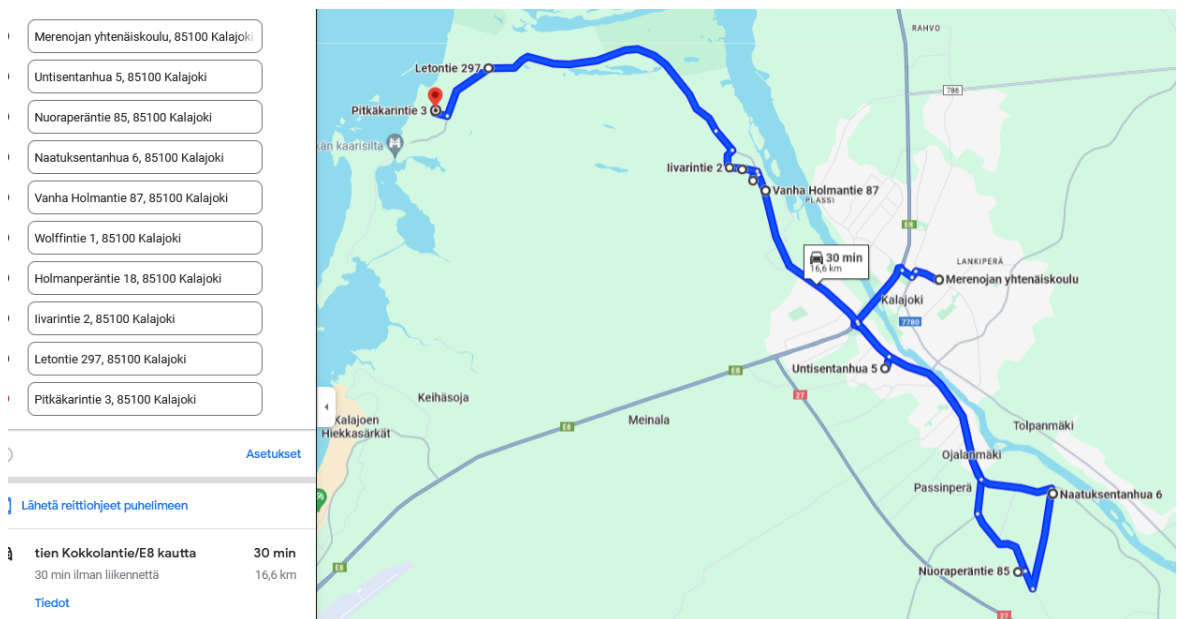 Merenojan yhtenäiskoulu, 85100 Kalajoki
Untisentanhua 5, 85100 Kalajoki
Nuoraperäntie 85, 85100 Kalajoki
Naatuksentanhua 6, 85100 Kalajoki
Vanha Holmantie 87, 85100 Kalajoki
Wolffintie 1, 85100 Kalajoki
Holmanperäntie 18, 85100 Kalajoki
Iivarintie 2, 85100 Kalajoki
Letontie 297, 85100 Kalajoki
Pitkäkarintie 3, 85100 Kalajoki
Asetukset
Lähetä reittiohjeet puhelimeen
tien Kokkolantie/E8 kautta 30 min
30 min ilman liikennettä 16,6 km
Tiedot
RAHVO
Letontie 297
786
Pitkäkarintie 3
kän kaarisilta
Iivarintie 2
Vanha Holmantie 87
PLASSI
E8
30 min
16,6 km
LANKIPERÄ
Merenojan yhtenäiskoulu
Kalajoki
7780
Untisentanhua 5
E8
27
Keihäsoja
Kalajoen
Hiekkasärkät
E8
Meinala
Tolpanmäki
Ojalanmäki
Passinperä
Naatuksentanhua 6
Nuoraperäntie 85
E8
27